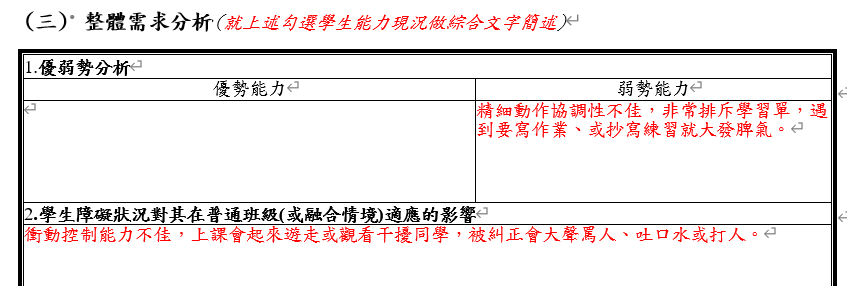 （三）整體需求分析(就上述勾選學生能力現況做綜合文字簡述)
1.優弱勢分析
優勢能力
弱勢能力
精細動作協調性不佳，非常排斥學習單，遇
到要寫作業、或抄寫練習就大發脾氣。
2.學生障礙狀況對其在普通班級(或融合情境)適應的影響
衝動控制能力不佳，上課會起來遊走或觀看干擾同學，被糾正會大聲罵人、吐口水或打人。